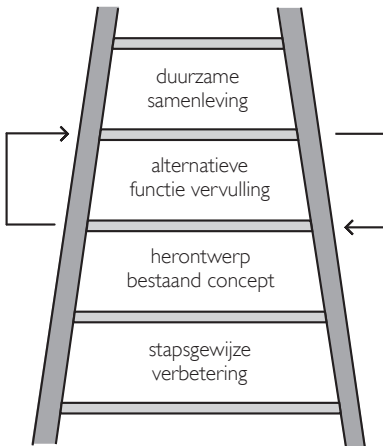 duurzame
samenleving
alternatieve
functie vervulling
herontwerp
bestaand concept
stapsgewijze
verbetering